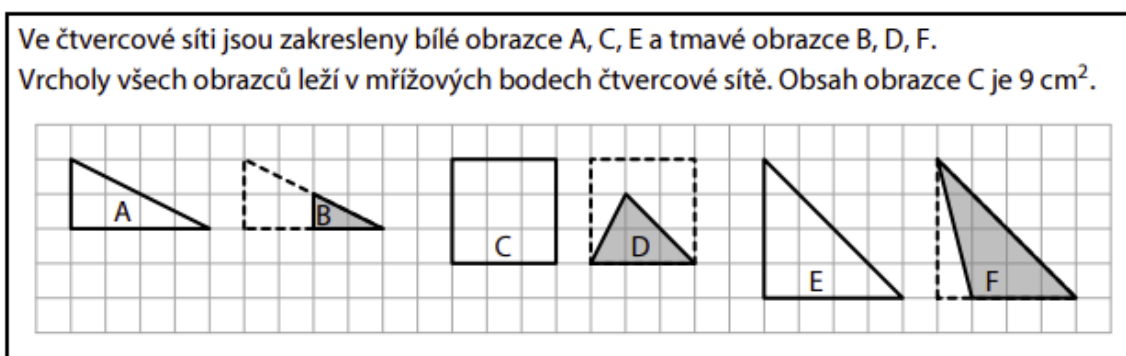 Ve čtvercové síti jsou zakresleny bílé obrazce A, C, E a tmavé obrazce B, D, F.
Vrcholy všech obrazců leží v mřížových bodech čtvercové sítě. Obsah obrazce C je 9 cm².
A
B
C
D
E
F